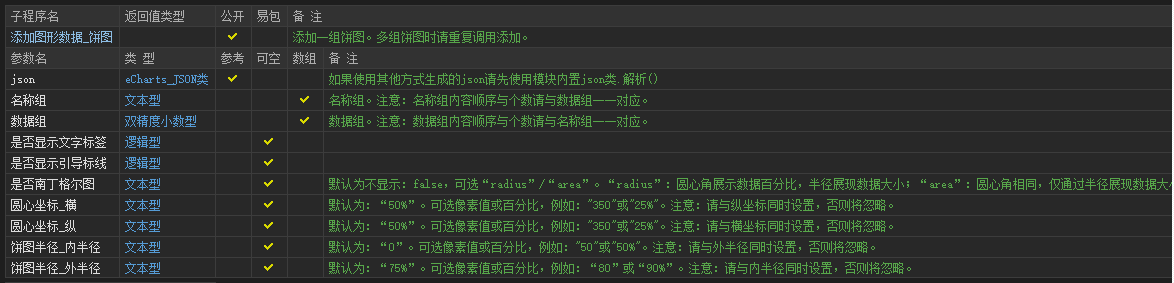 子程序名 返回值类型 公开 易包 备 注
添加图形数据_饼图 添加一组饼图。多组饼图时请重复调用添加。
参数名 类 型 参考 可空 数组 备 注
json eCharts_JSON类 如果使用其他方式生成的json请先使用模块内置json类.解析()
名称组 文本型 名称组。注意：名称组内容顺序与个数请与数据组一一对应。
数据组 双精度小数型 数据组。注意：数据组内容顺序与个数请与名称组一一对应。
是否显示文字标签 逻辑型
是否显示引导标线 逻辑型
是否南丁格尔图 文本型 默认为不显示：false，可选“radius”/“area”。“radius”：圆心角展示数据百分比，半径展现数据大小；“area”：圆心角相同，仅通过半径展现数据大
圆心坐标_横 文本型 默认为：“50%”。可选像素值或百分比，例如："350"或"25%"。注意：请与纵坐标同时设置，否则将忽略。
圆心坐标_纵 文本型 默认为：“50%”。可选像素值或百分比，例如："350"或"25%"。注意：请与横坐标同时设置，否则将忽略。
饼图半径_内半径 文本型 默认为：“0”。可选像素值或百分比，例如："50"或"50%"。注意：请与外半径同时设置，否则将忽略。
饼图半径_外半径 文本型 默认为：“75%”。可选像素值或百分比，例如：“80”或“90%”。注意：请与内半径同时设置，否则将忽略。